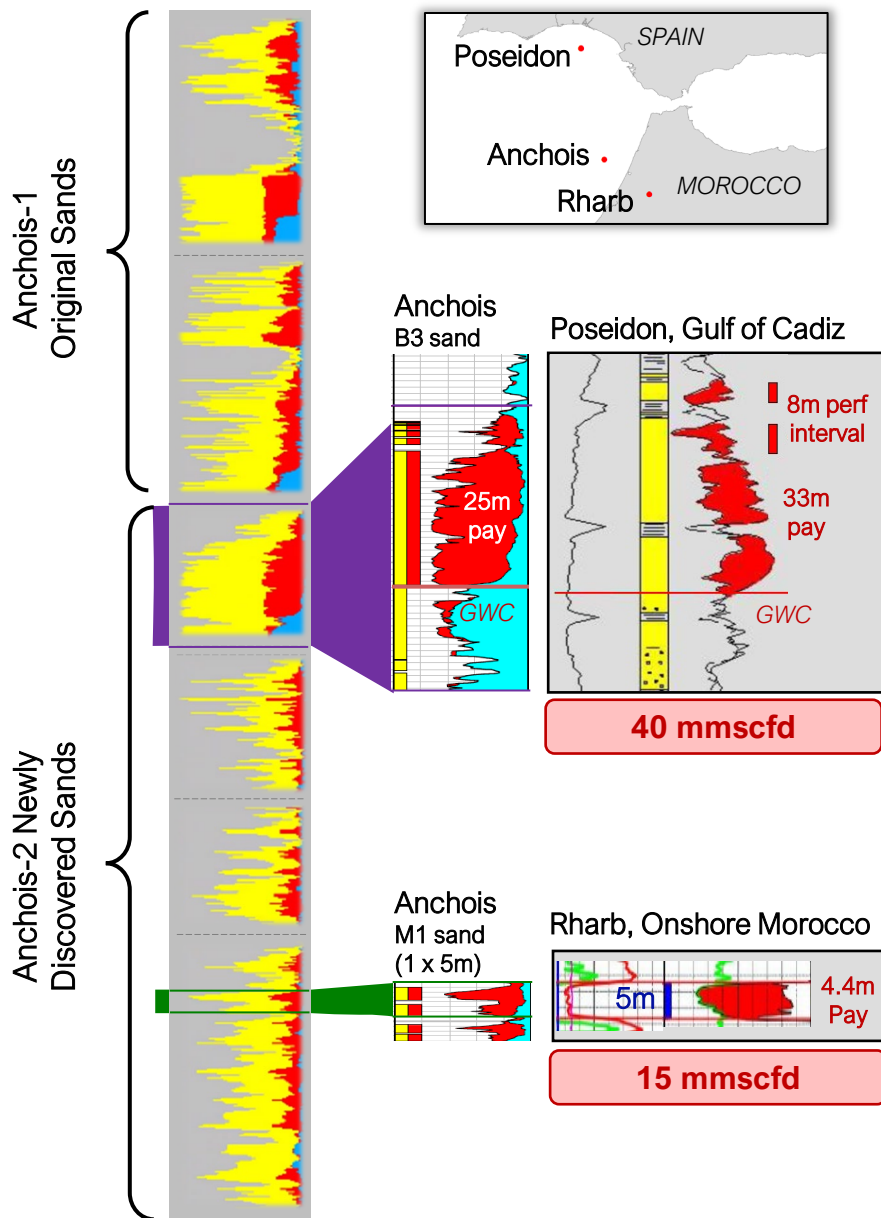 Anchois-1
Original Sands
Anchois-2 Newly
Discovered Sands
SPAIN
Poseidon
Anchois
Rharb
MOROCCO
Anchois
B3 sand
25m
pay
GWC
Poseidon, Gulf of Cadiz
8m perf
interval
33m
pay
GWC
40 mmscfd
Anchois
M1 sand
(1 x 5m)
Rharb, Onshore Morocco
5m
4.4m
Pay
15 mmscfd